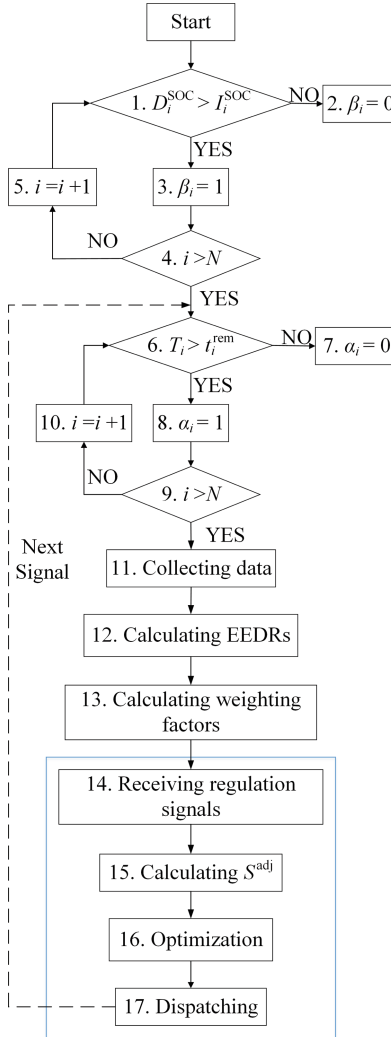 Start
1. D_i^SOC > I_i^SOC
NO
2. β_i = 0
YES
5. i = i +1
3. β_i = 1
NO
4. i >N
YES
6. T_i > t_i^rem
NO
7. α_i = 0
YES
10. i = i +1
8. α_i = 1
NO
9. i >N
YES
Next
Signal
11. Collecting data
12. Calculating EEDRs
13. Calculating weighting
factors
14. Receiving regulation
signals
15. Calculating S^adj
16. Optimization
17. Dispatching